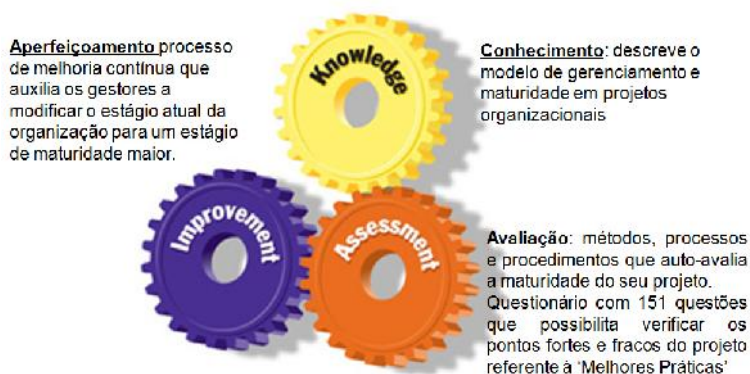 Aperfeiçoamento processo
de melhoria contínua que
auxilia os gestores a
modificar o estágio atual da
organização para um estágio
de maturidade maior.
Knowledge
Conhecimento: descreve o
modelo de gerenciamento e
maturidade em projetos
organizacionais
Improvement
Assessment
Avaliação: métodos, processos
e procedimentos que auto-avalia
a maturidade do seu projeto.
Questionário com 151 questões
que possibilita verificar os
pontos fortes e fracos do projeto
referente à 'Melhores Práticas'